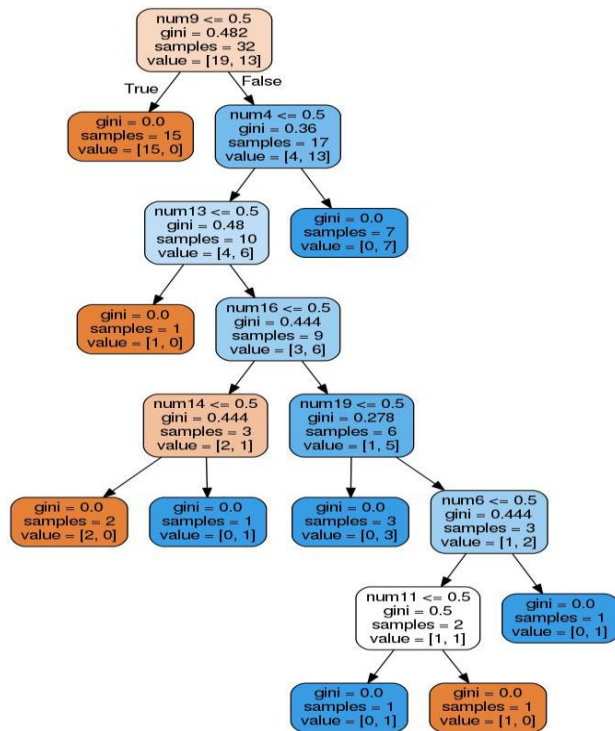 num9 <= 0.5
gini = 0.482
samples = 32
value = [19, 13]
True
False
gini = 0.0
samples = 15
value = [15, 0]
num4 <= 0.5
gini = 0.36
samples = 17
value = [4, 13]
num13 <= 0.5
gini = 0.48
samples = 10
value = [4, 6]
gini = 0.0
samples = 7
value = [0, 7]
gini = 0.0
samples = 1
value = [1, 0]
num16 <= 0.5
gini = 0.444
samples = 9
value = [3, 6]
num14 <= 0.5
gini = 0.444
samples = 3
value = [2, 1]
num19 <= 0.5
gini = 0.278
samples = 6
value = [1, 5]
gini = 0.0
samples = 2
value = [2, 0]
gini = 0.0
samples = 1
value = [0, 1]
gini = 0.0
samples = 3
value = [0, 3]
num6 <= 0.5
gini = 0.444
samples = 3
value = [1, 2]
num11 <= 0.5
gini = 0.5
samples = 2
value = [1, 1]
gini = 0.0
samples = 1
value = [0, 1]
gini = 0.0
samples = 1
value = [0, 1]
gini = 0.0
samples = 1
value = [1, 0]